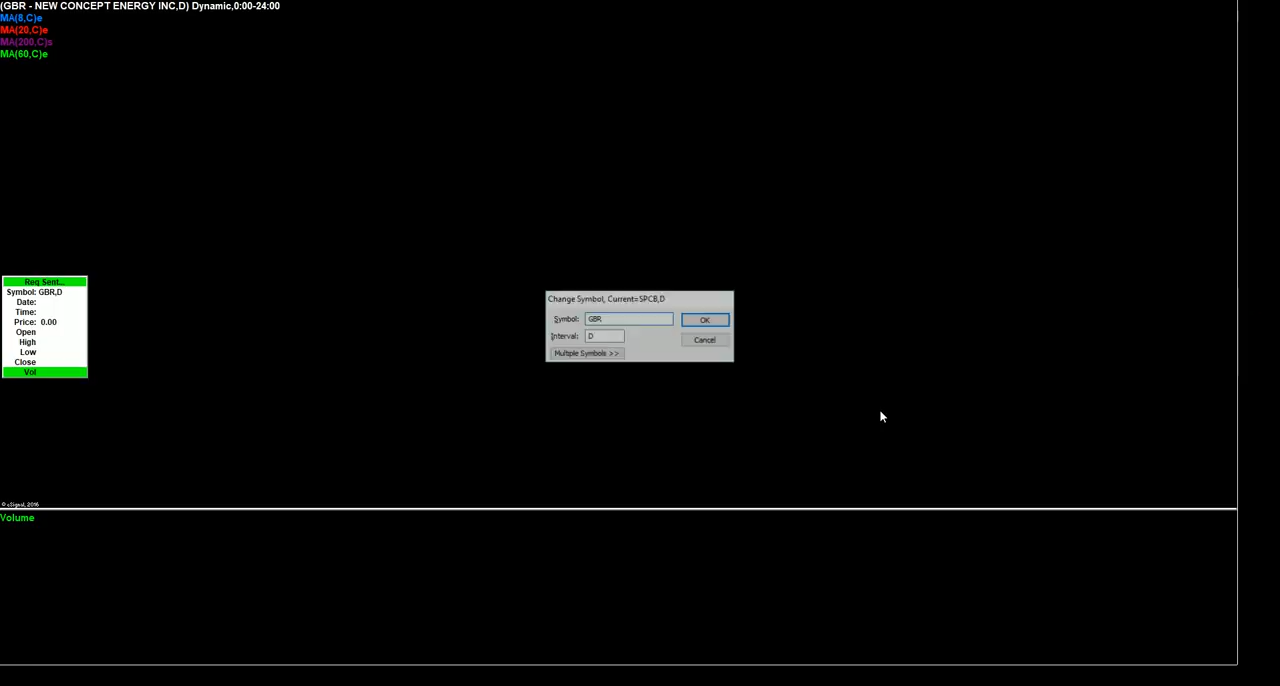 (GBR - NEW CONCEPT ENERGY INC,D) Dynamic,0:00-24:00
MA(8,C)e
MA(20,C)e
MA(200,C)s
MA(60,C)e
Req Sent...
Symbol: GBR,D
Date:
Time:
Price: 0.00
Open
High
Low
Close
Vol
Change Symbol, Current=SPCB,D
Symbol: GBR OK
Interval: D Cancel
Multiple Symbols >>
© eSignal, 2016
Volume